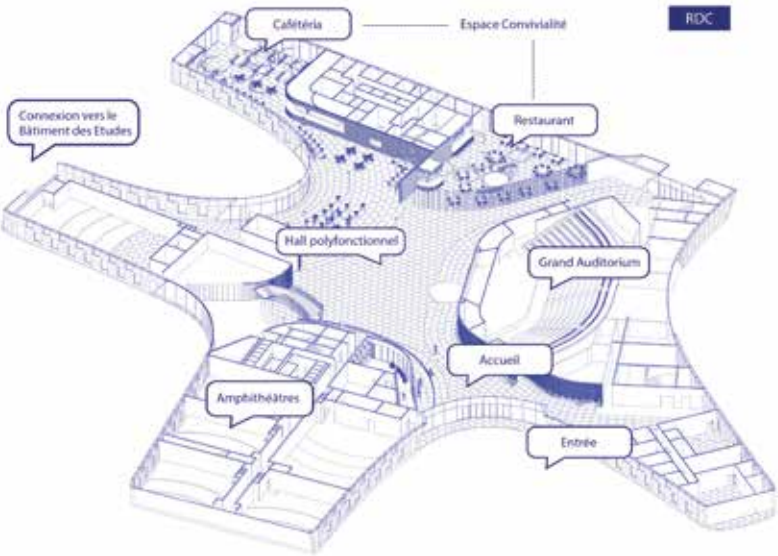 Cafétéria
Espace Convivialité
RDC
Connexion vers le
Bâtiment des Etudes
Restaurant
Hall polyfonctionnel
Grand Auditorium
Accueil
Amphithéâtres
Entrée